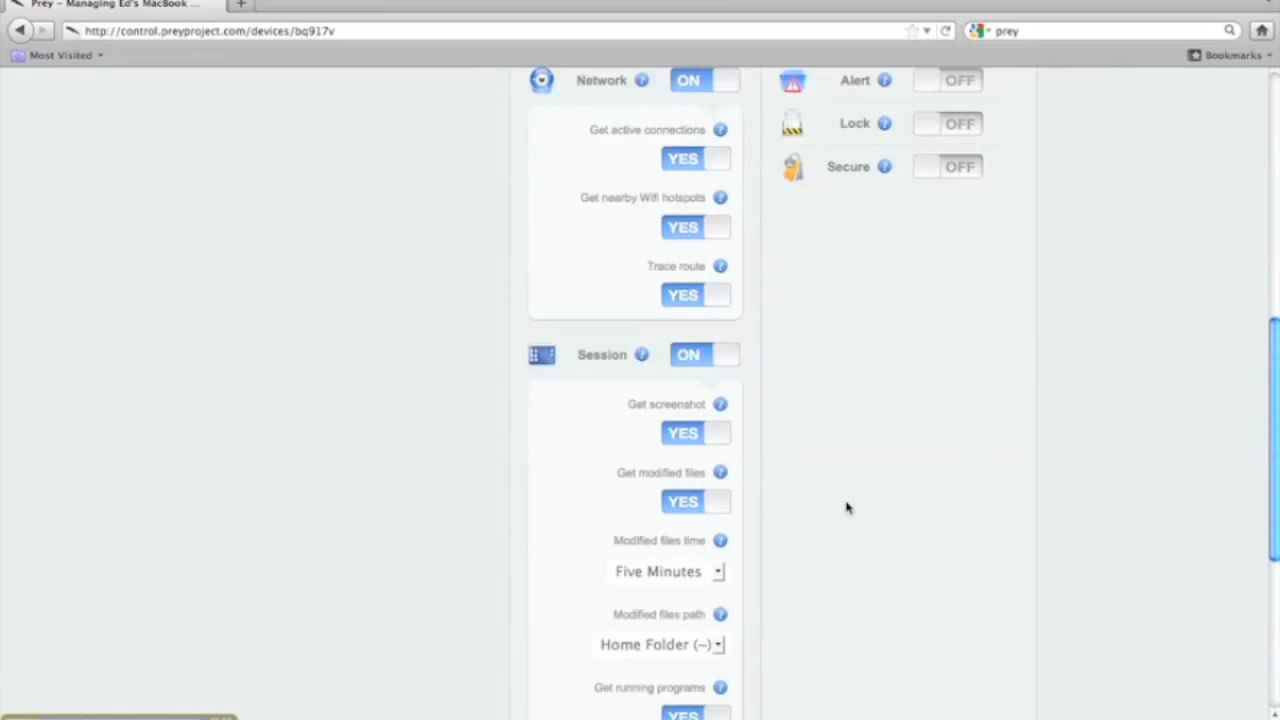 Prey – Managing Ed's MacBook ...
http://control.preyproject.com/devices/bq917v
prey
Most Visited
Bookmarks
Network ? ON
Get active connections ?
YES
Get nearby Wifi hotspots ?
YES
Trace route ?
YES
Session ? ON
Get screenshot ?
YES
Get modified files ?
YES
Modified files time ?
Five Minutes
Modified files path ?
Home Folder (~)
Get running programs ?
YES
Alert ? OFF
Lock ? OFF
Secure ? OFF